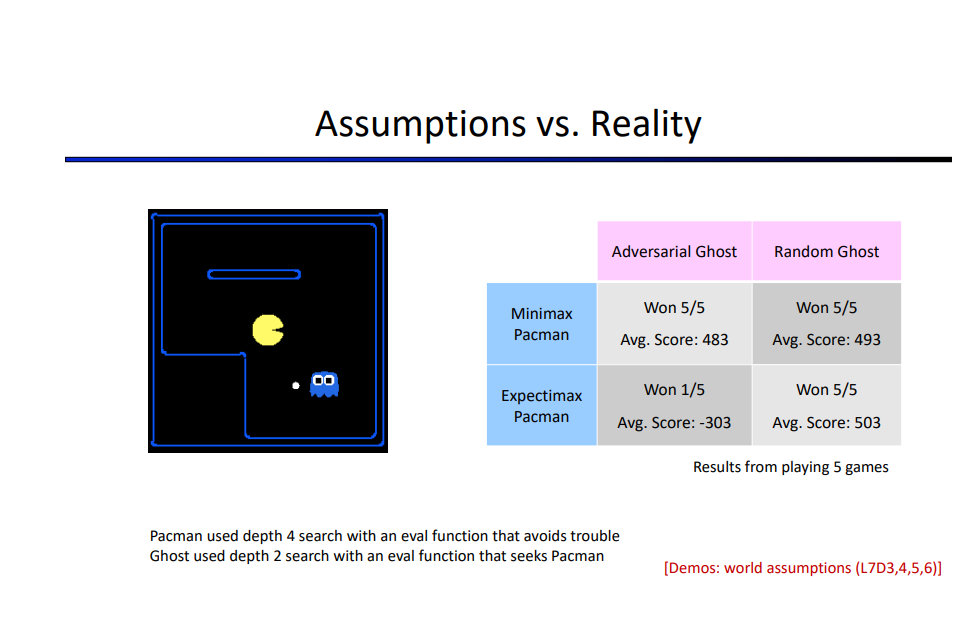 Assumptions vs. Reality
Adversarial Ghost
Random Ghost
Minimax
Pacman
Won 5/5
Avg. Score: 483
Won 5/5
Avg. Score: 493
Expectimax
Pacman
Won 1/5
Avg. Score: -303
Won 5/5
Avg. Score: 503
Results from playing 5 games
Pacman used depth 4 search with an eval function that avoids trouble
Ghost used depth 2 search with an eval function that seeks Pacman
[Demos: world assumptions (L7D3,4,5,6)]